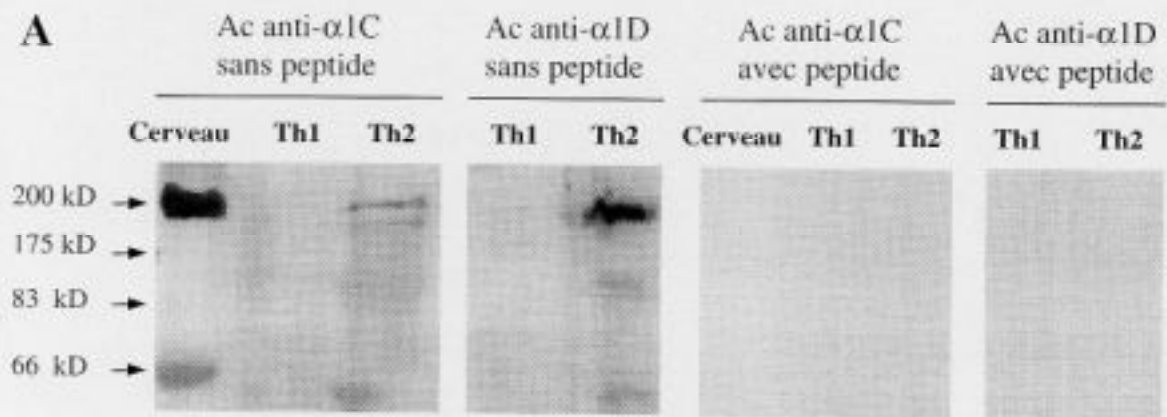 A
Ac anti-α1C
sans peptide
Ac anti-α1D
sans peptide
Ac anti-α1C
avec peptide
Ac anti-α1D
avec peptide
Cerveau Th1 Th2
Th1 Th2
Cerveau Th1 Th2
Th1 Th2
200 kD
175 kD
83 kD
66 kD